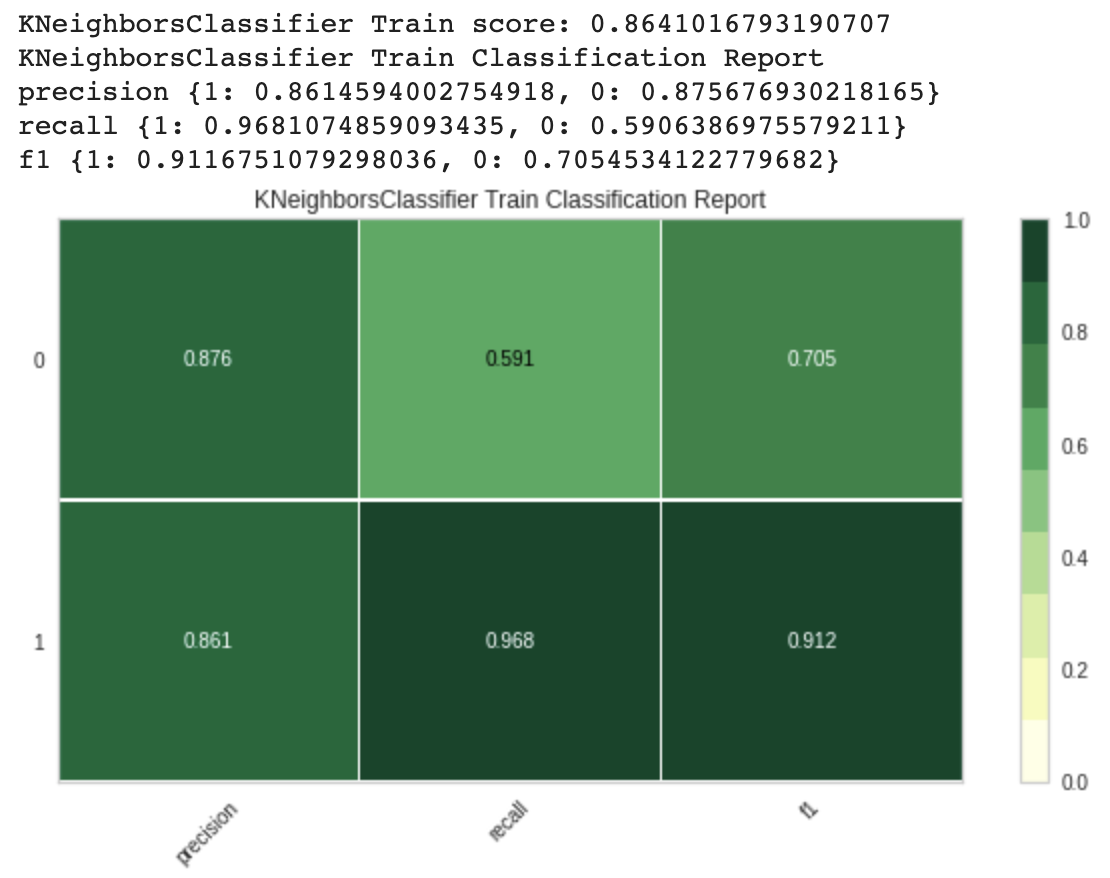 KNeighborsClassifier Train score: 0.8641016793190707
KNeighborsClassifier Train Classification Report
precision {1: 0.8614594002754918, 0: 0.875676930218165}
recall {1: 0.9681074859093435, 0: 0.5906386975579211}
f1 {1: 0.9116751079298036, 0: 0.7054534122779682}
KNeighborsClassifier Train Classification Report
1.0
0.8
0 0.876 0.591 0.705
0.6
0.4
1 0.861 0.968 0.912
0.2
0.0
precision recall f1